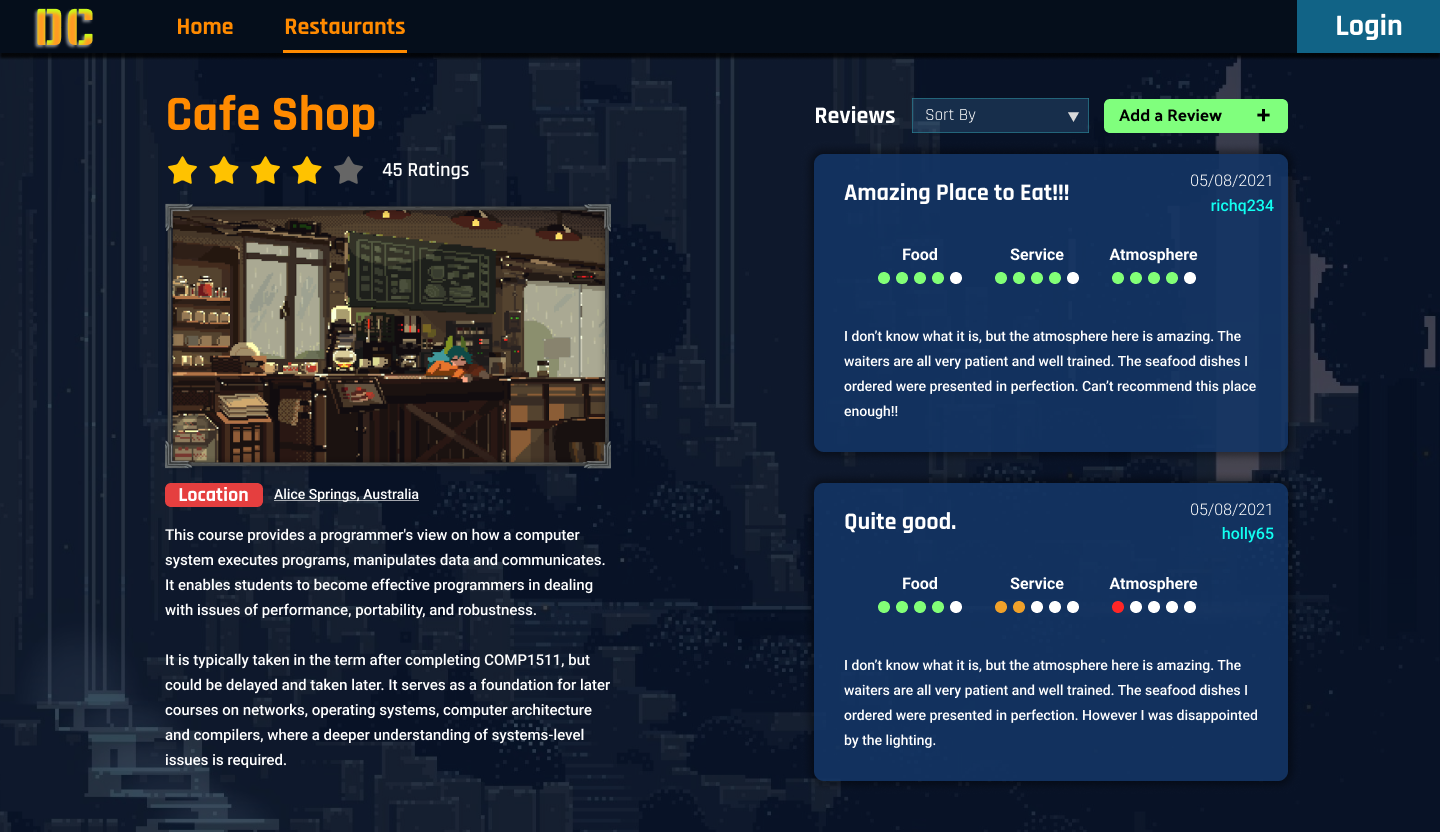 DC
Home
Restaurants
Login
Cafe Shop
45 Ratings
Location
Alice Springs, Australia
This course provides a programmer's view on how a computer
system executes programs, manipulates data and communicates.
It enables students to become effective programmers in dealing
with issues of performance, portability, and robustness.
It is typically taken in the term after completing COMP1511, but
could be delayed and taken later. It serves as a foundation for later
courses on networks, operating systems, computer architecture
and compilers, where a deeper understanding of systems-level
issues is required.
Reviews
Sort By
Add a Review +
Amazing Place to Eat!!!
05/08/2021
richq234
Food
Service
Atmosphere
I don’t know what it is, but the atmosphere here is amazing. The
waiters are all very patient and well trained. The seafood dishes I
ordered were presented in perfection. Can’t recommend this place
enough!!
Quite good.
05/08/2021
holly65
Food
Service
Atmosphere
I don’t know what it is, but the atmosphere here is amazing. The
waiters are all very patient and well trained. The seafood dishes I
ordered were presented in perfection. However I was disappointed
by the lighting.